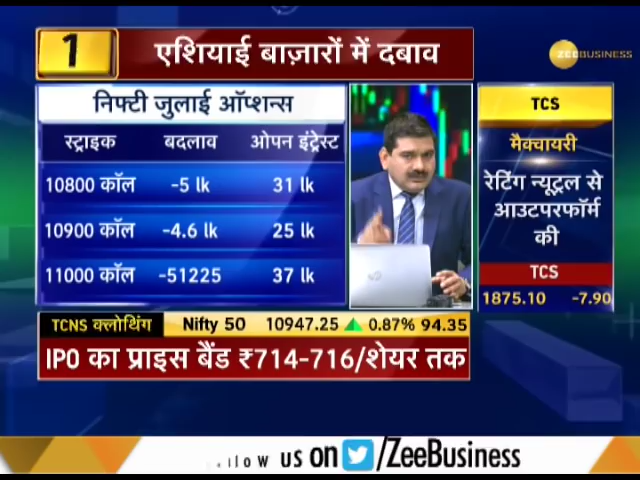 1
एशियाई बाज़ारों में दबाव
ZEEBUSINESS
निफ्टी जुलाई ऑप्शन्स
स्ट्राइक बदलाव ओपन इंट्रेस्ट
10800 कॉल -5 lk 31 lk
10900 कॉल -4.6 lk 25 lk
11000 कॉल -51225 37 lk
hp
TCS
मैक्वायरी
रेटिंग न्यूट्रल से
आउटपरफॉर्म
की
TCS
1875.10 -7.90
TCNS क्लोथिंग Nifty 50 10947.25 ▲ 0.87% 94.35
IPO का प्राइस बैंड ₹714-716/शेयर तक
us on /ZeeBusiness